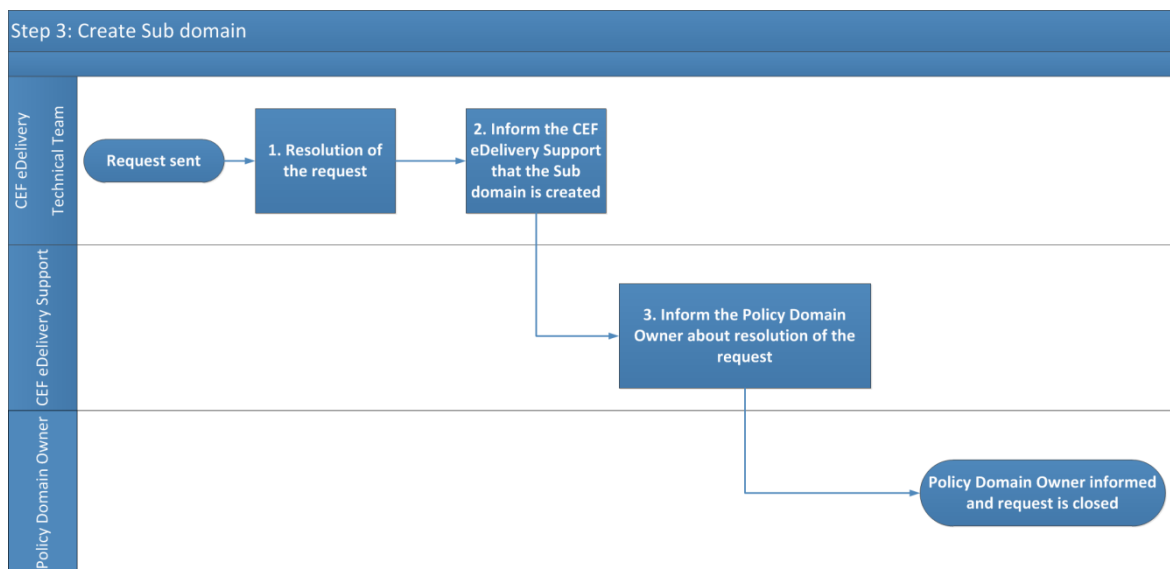 Step 3: Create Sub domain
CEF eDelivery
Technical Team
Request sent
1. Resolution of
the request
2. Inform the CEF
eDelivery Support
that the Sub
domain is created
CEF eDelivery Support
3. Inform the Policy Domain
Owner about resolution of the
request
Policy Domain Owner
Policy Domain Owner informed
and request is closed